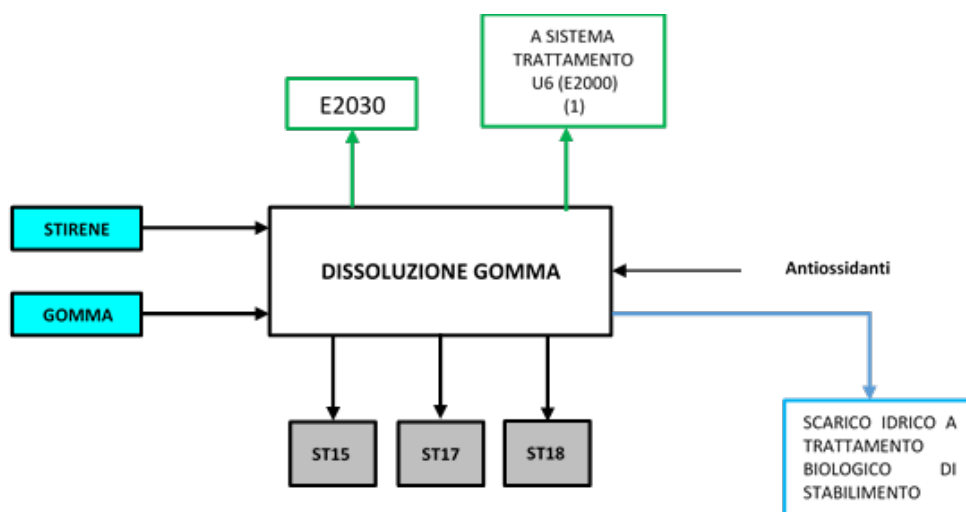 A SISTEMA
TRATTAMENTO
U6 (E2000)
(1)
E2030
STIRENE
DISSOLUZIONE GOMMA
Antiossidanti
GOMMA
SCARICO IDRICO A
TRATTAMENTO
BIOLOGICO DI
STABILIMENTO
ST15
ST17
ST18